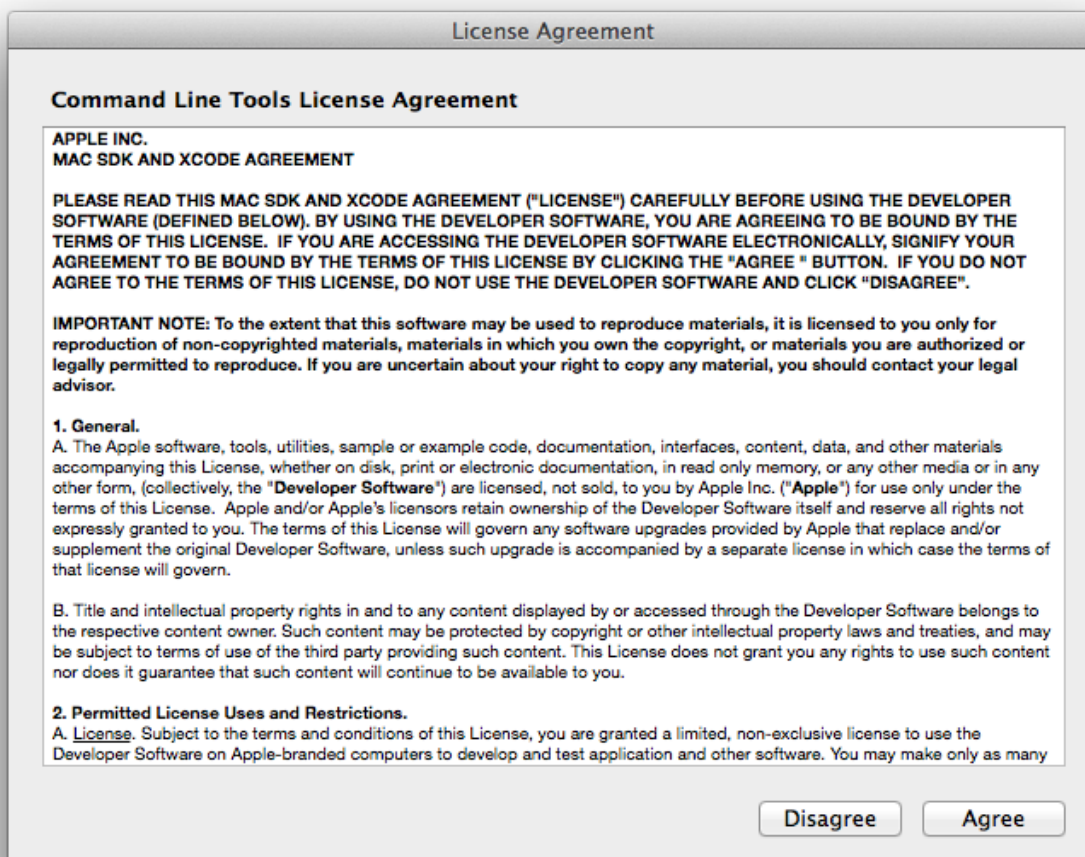 License Agreement
Command Line Tools License Agreement
APPLE INC.
MAC SDK AND XCODE AGREEMENT
PLEASE READ THIS MAC SDK AND XCODE AGREEMENT ("LICENSE") CAREFULLY BEFORE USING THE DEVELOPER
SOFTWARE (DEFINED BELOW). BY USING THE DEVELOPER SOFTWARE, YOU ARE AGREEING TO BE BOUND BY THE
TERMS OF THIS LICENSE.  IF YOU ARE ACCESSING THE DEVELOPER SOFTWARE ELECTRONICALLY, SIGNIFY YOUR
AGREEMENT TO BE BOUND BY THE TERMS OF THIS LICENSE BY CLICKING THE "AGREE " BUTTON.  IF YOU DO NOT
AGREE TO THE TERMS OF THIS LICENSE, DO NOT USE THE DEVELOPER SOFTWARE AND CLICK “DISAGREE”.
IMPORTANT NOTE: To the extent that this software may be used to reproduce materials, it is licensed to you only for
reproduction of non-copyrighted materials, materials in which you own the copyright, or materials you are authorized or
legally permitted to reproduce. If you are uncertain about your right to copy any material, you should contact your legal
advisor.
1. General.
A. The Apple software, tools, utilities, sample or example code, documentation, interfaces, content, data, and other materials
accompanying this License, whether on disk, print or electronic documentation, in read only memory, or any other media or in any
other form, (collectively, the "Developer Software") are licensed, not sold, to you by Apple Inc. ("Apple") for use only under the
terms of this License.  Apple and/or Apple's licensors retain ownership of the Developer Software itself and reserve all rights not
expressly granted to you. The terms of this License will govern any software upgrades provided by Apple that replace and/or
supplement the original Developer Software, unless such upgrade is accompanied by a separate license in which case the terms of
that license will govern.
B. Title and intellectual property rights in and to any content displayed by or accessed through the Developer Software belongs to
the respective content owner. Such content may be protected by copyright or other intellectual property laws and treaties, and may
be subject to terms of use of the third party providing such content. This License does not grant you any rights to use such content
nor does it guarantee that such content will continue to be available to you.
2. Permitted License Uses and Restrictions.
A. License. Subject to the terms and conditions of this License, you are granted a limited, non-exclusive license to use the
Developer Software on Apple-branded computers to develop and test application and other software. You may make only as many
Disagree
Agree